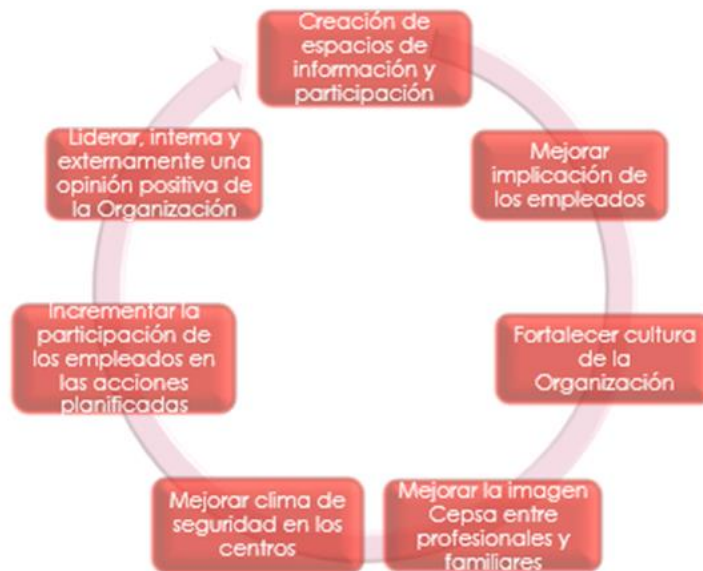 Creación de
espacios de
información y
participación
Mejorar
implicación de
los empleados
Fortalecer cultura
de la
Organización
Mejorar la imagen
Cepsa entre
profesionales y
familiares
Mejorar clima de
seguridad en los
centros
Incrementar la
participación de
los empleados en
las acciones
planificadas
Liderar, interna y
externamente una
opinión positiva de
la Organización